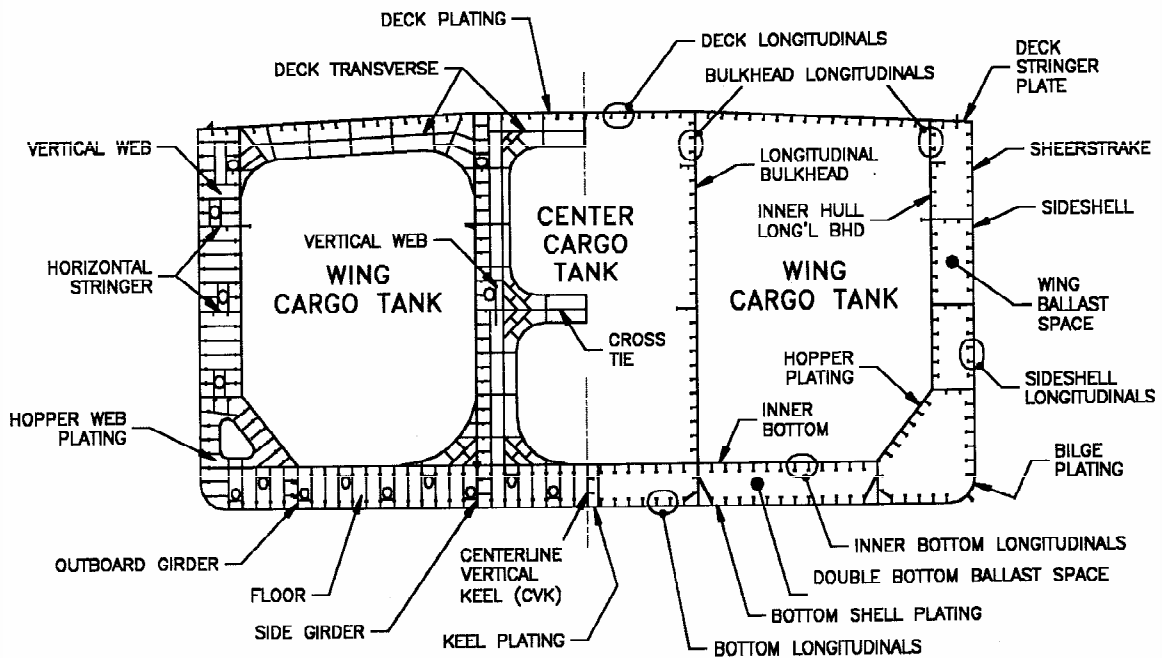 DECK PLATING
DECK LONGITUDINALS
DECK
STRINGER
PLATE
DECK TRANSVERSE
BULKHEAD LONGITUDINALS
VERTICAL WEB
LONGITUDINAL
BULKHEAD
SHEERSTRAKE
INNER HULL
LONG'L BHD
SIDESHELL
CENTER
CARGO
TANK
VERTICAL WEB
WING
CARGO TANK
WING
CARGO TANK
HORIZONTAL
STRINGER
WING
BALLAST
SPACE
CROSS
TIE
HOPPER
PLATING
SIDESHELL
LONGITUDINALS
HOPPER WEB
PLATING
INNER
BOTTOM
BILGE
PLATING
OUTBOARD GIRDER
FLOOR
SIDE GIRDER
CENTERLINE
VERTICAL
KEEL (CVK)
KEEL PLATING
INNER BOTTOM LONGITUDINALS
DOUBLE BOTTOM BALLAST SPACE
BOTTOM SHELL PLATING
BOTTOM LONGITUDINALS